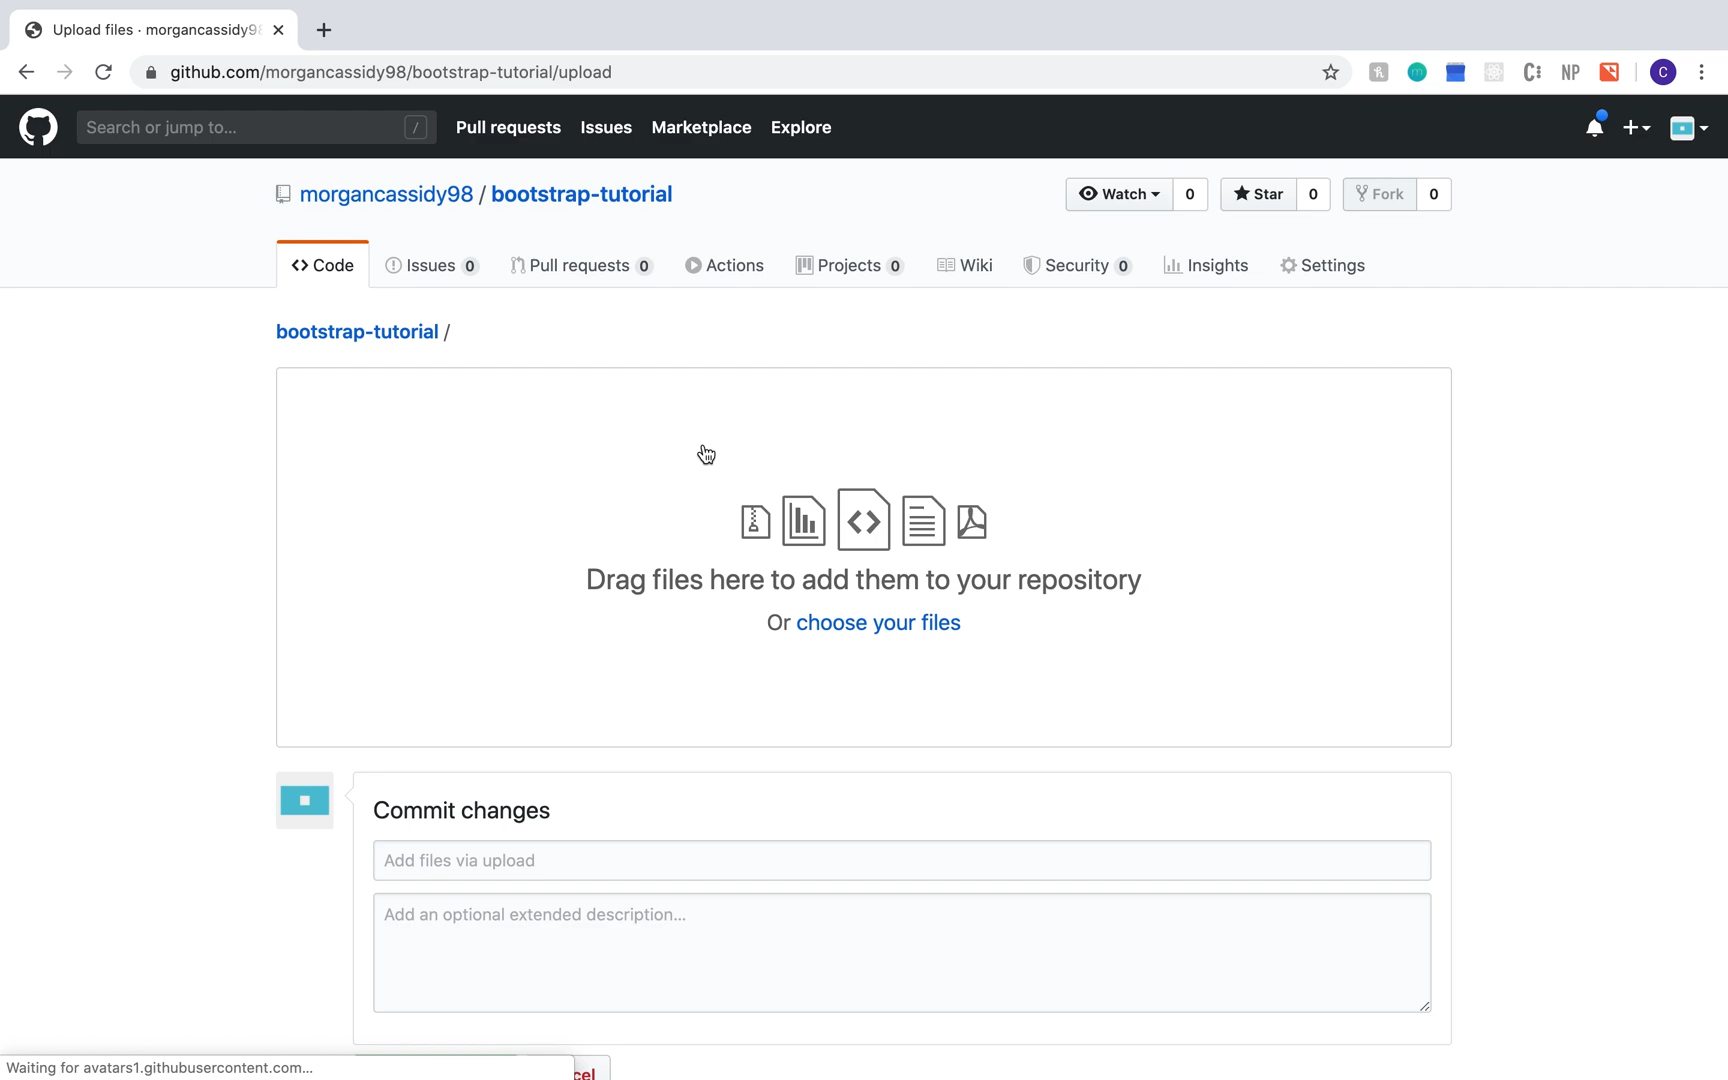 Upload files · morgancassidy98
github.com/morgancassidy98/bootstrap-tutorial/upload
NP
C
Search or jump to...
/
Pull requests
Issues
Marketplace
Explore
morgancassidy98 / bootstrap-tutorial
Watch 0
Star 0
Fork 0
Code
Issues 0
Pull requests 0
Actions
Projects 0
Wiki
Security 0
Insights
Settings
bootstrap-tutorial /
Drag files here to add them to your repository
Or choose your files
Commit changes
Add files via upload
Add an optional extended description...
Waiting for avatars1.githubusercontent.com...
cel